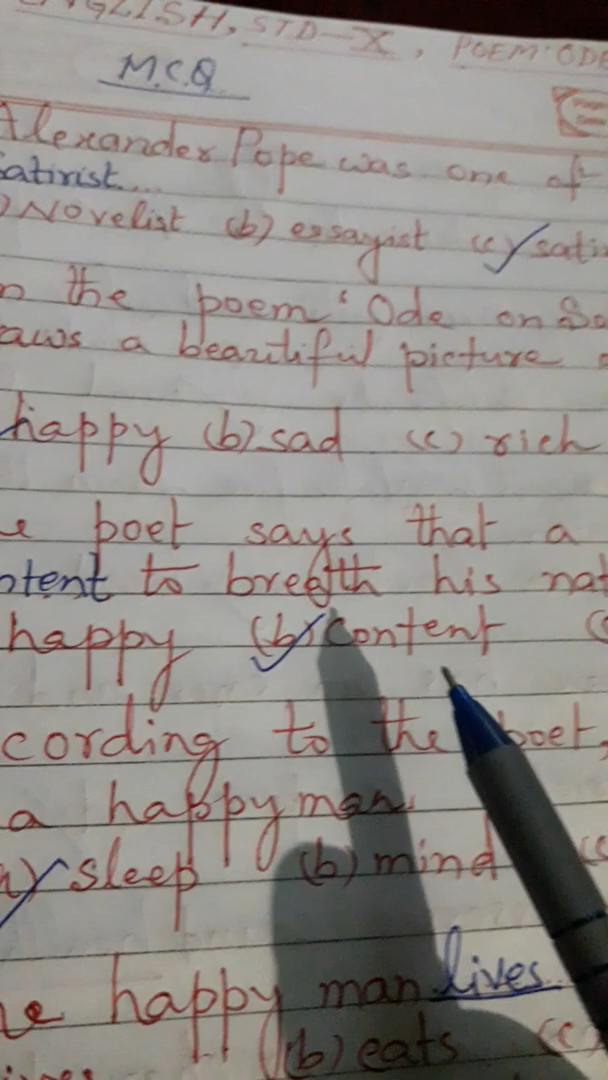 ENGLISH, STD-X, POEM: ODE
M.C.Q
Alexander Pope was one of
satirist...
) Novelist (b) essayist (c) sati
n the poem 'Ode on So
aws a beautiful picture
happy (b) sad (c) rich
e poet says that a
ntent to breath his nat
happy (b) content (
cording to the poet,
a happy man
a) sleep (b) mind (c
he happy man lives
(b) eats (c)